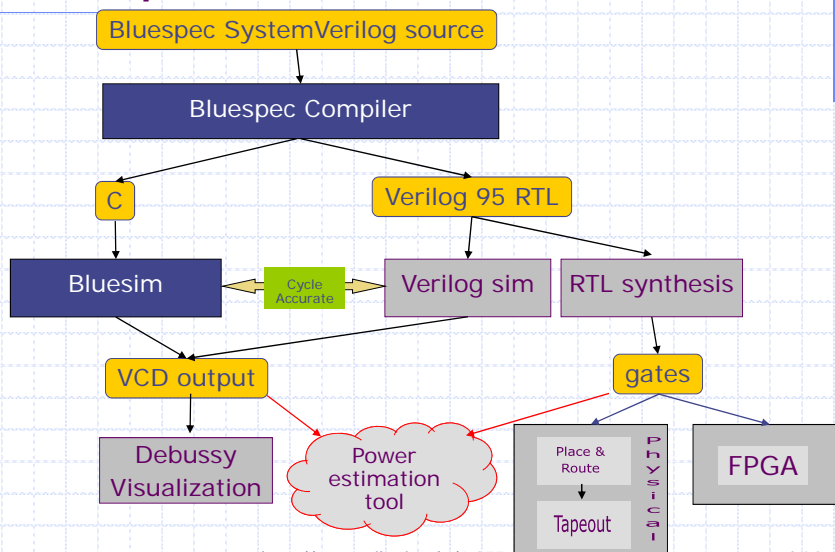 Bluespec SystemVerilog source
Bluespec Compiler
C
Verilog 95 RTL
Bluesim
Cycle
Accurate
Verilog sim
RTL synthesis
VCD output
gates
Debussy
Visualization
Power
estimation
tool
Place &
Route
Tapeout
Physical
FPGA